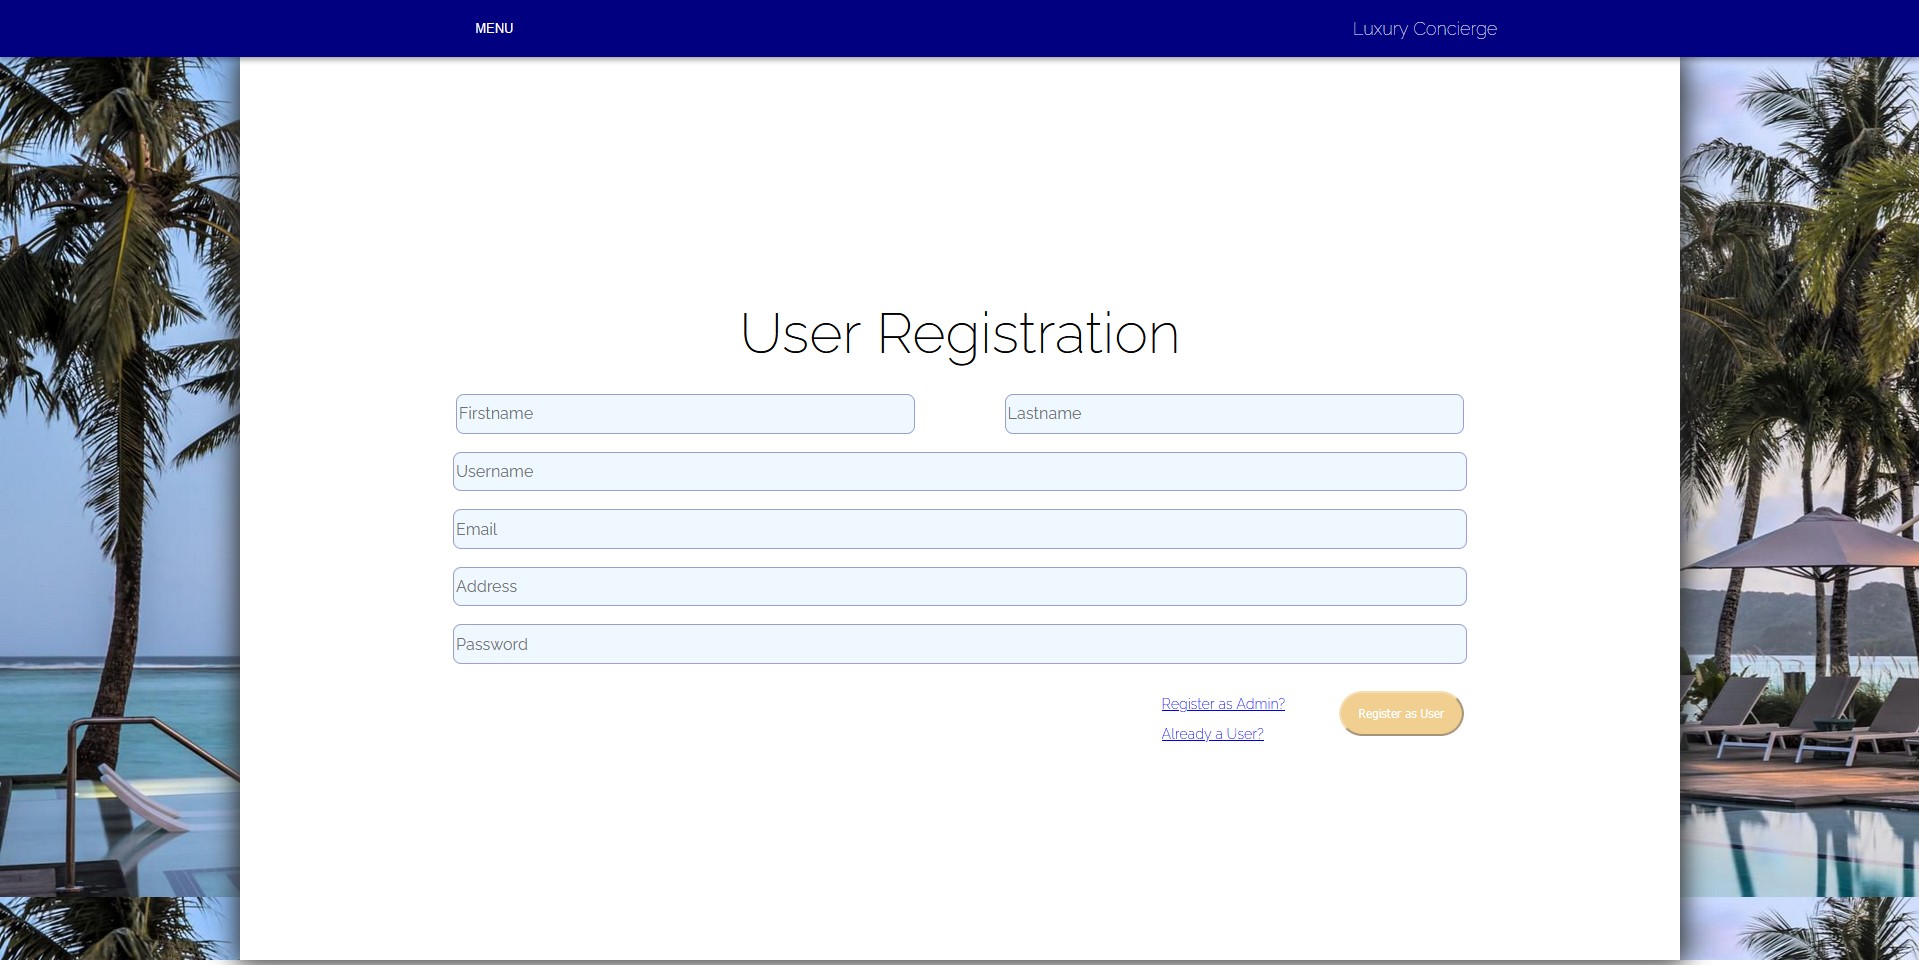 MENU
Luxury Concierge
User Registration
Firstname
Lastname
Username
Email
Address
Password
Register as Admin?
Register as User
Already a User?